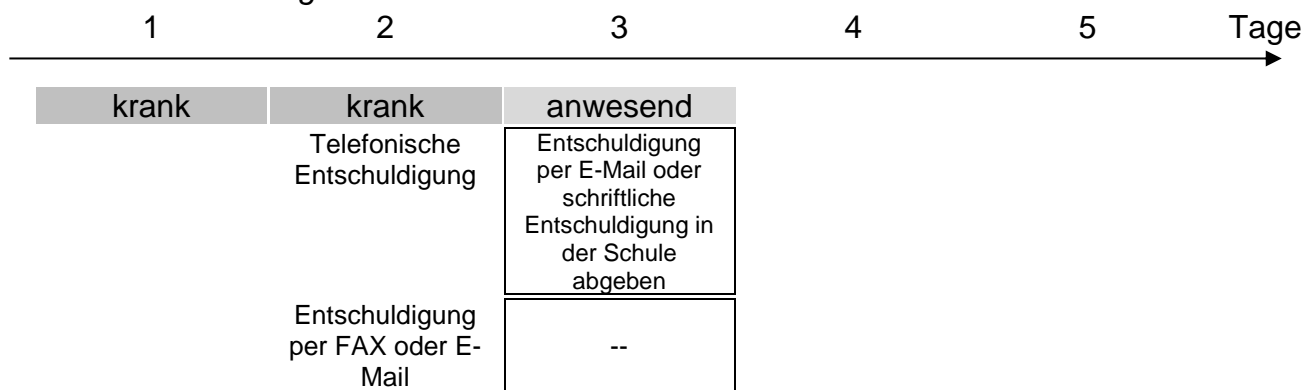 1 2 3 4 5 Tage
krank krank anwesend
Telefonische
Entschuldigung
Entschuldigung
per E-Mail oder
schriftliche
Entschuldigung in
der Schule
abgeben
Entschuldigung
per FAX oder E-
Mail
--